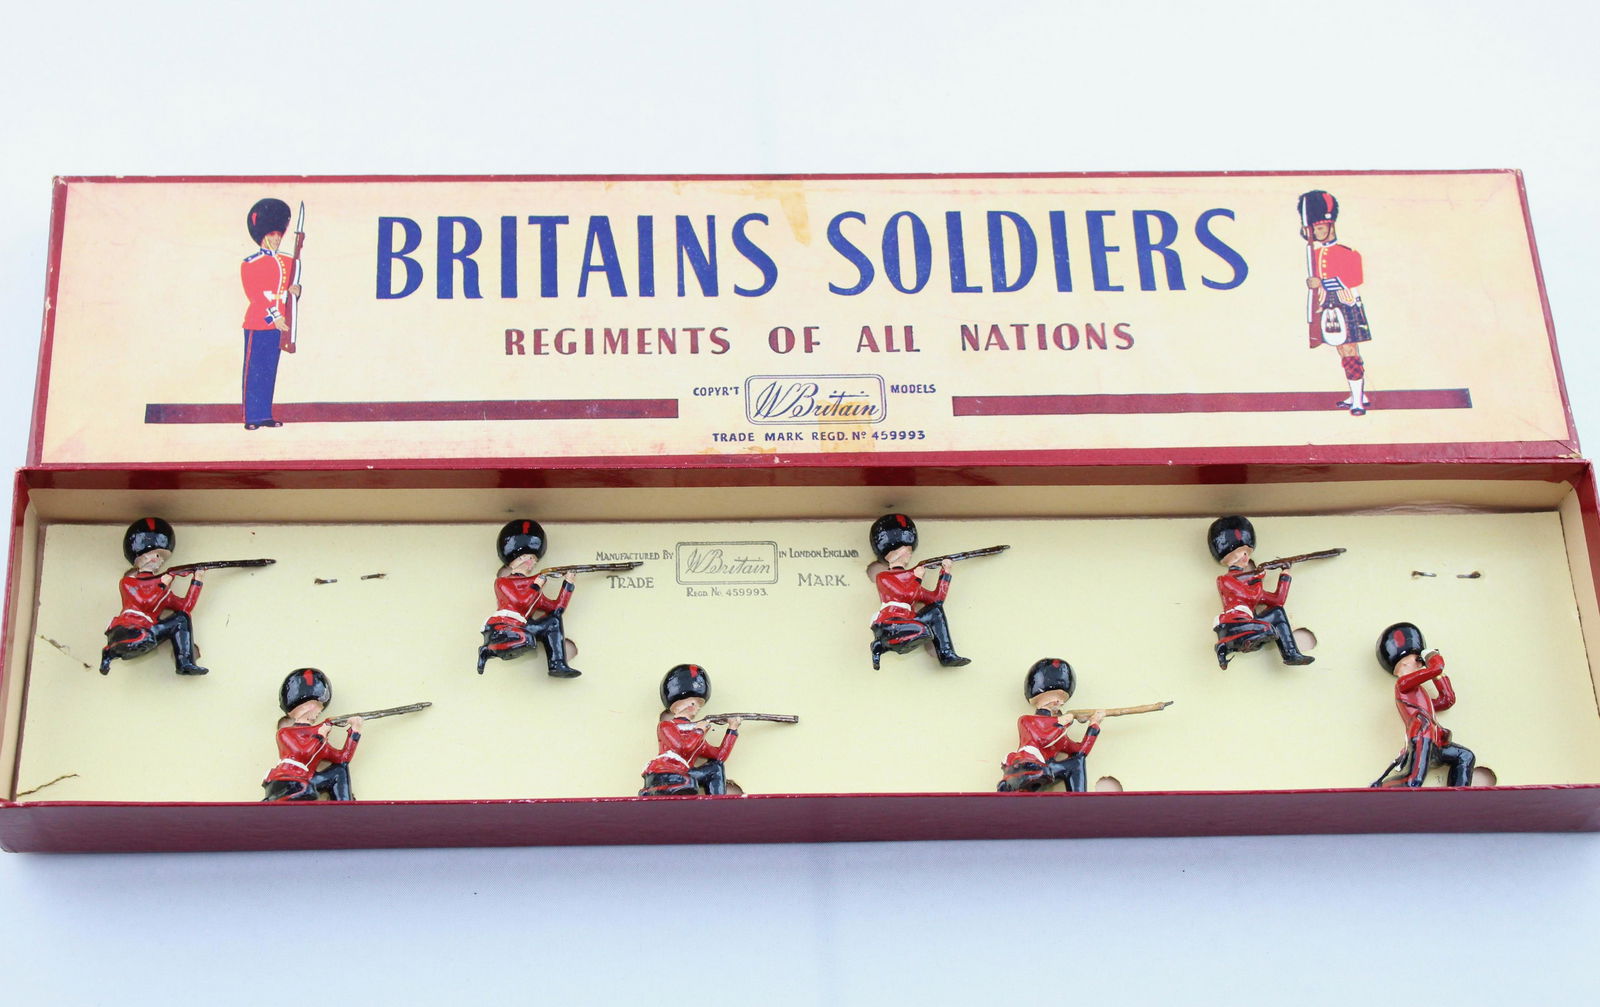 BRITAINS SOLDIERS
REGIMENTS OF ALL NATIONS
COPYR'T W Britain MODELS
TRADE MARK REGD. Nº 459993
MANUFACTURED BY W Britain IN LONDON ENGLAND
TRADE MARK.
REGD. No. 459993.